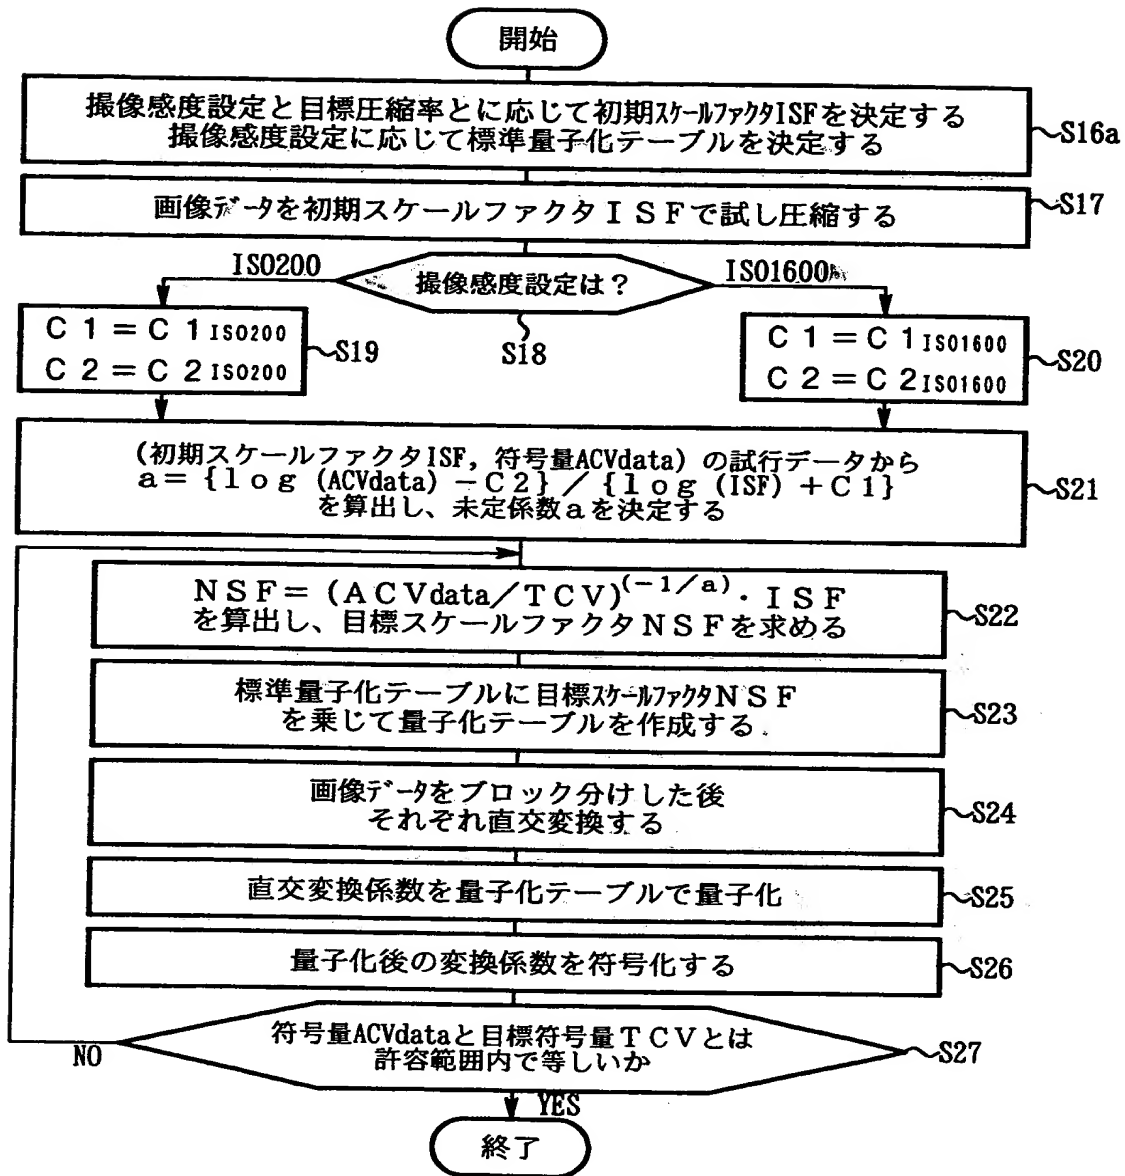 開始
撮像感度設定と目標圧縮率とに応じて初期スケールファクタISFを決定する
撮像感度設定に応じて標準量子化テーブルを決定する
S16a
画像データを初期スケールファクタISFで試し圧縮する
S17
ISO200
撮像感度設定は？
ISO1600
S18
C1＝C1ISO200
C2＝C2ISO200
S19
C1＝C1ISO1600
C2＝C2ISO1600
S20
(初期スケールファクタISF, 符号量ACVdata) の試行データから
a＝{log (ACVdata) －C2}／{log (ISF) ＋C1}
を算出し、未定係数aを決定する
S21
NSF＝(ACVdata／TCV)^(－1／a)・ISF
を算出し、目標スケールファクタNSFを求める
S22
標準量子化テーブルに目標スケールファクタNSF
を乗じて量子化テーブルを作成する
S23
画像データをブロック分けした後
それぞれ直交変換する
S24
直交変換係数を量子化テーブルで量子化
S25
量子化後の変換係数を符号化する
S26
符号量ACVdataと目標符号量TCVとは
許容範囲内で等しいか
S27
NO
YES
終了